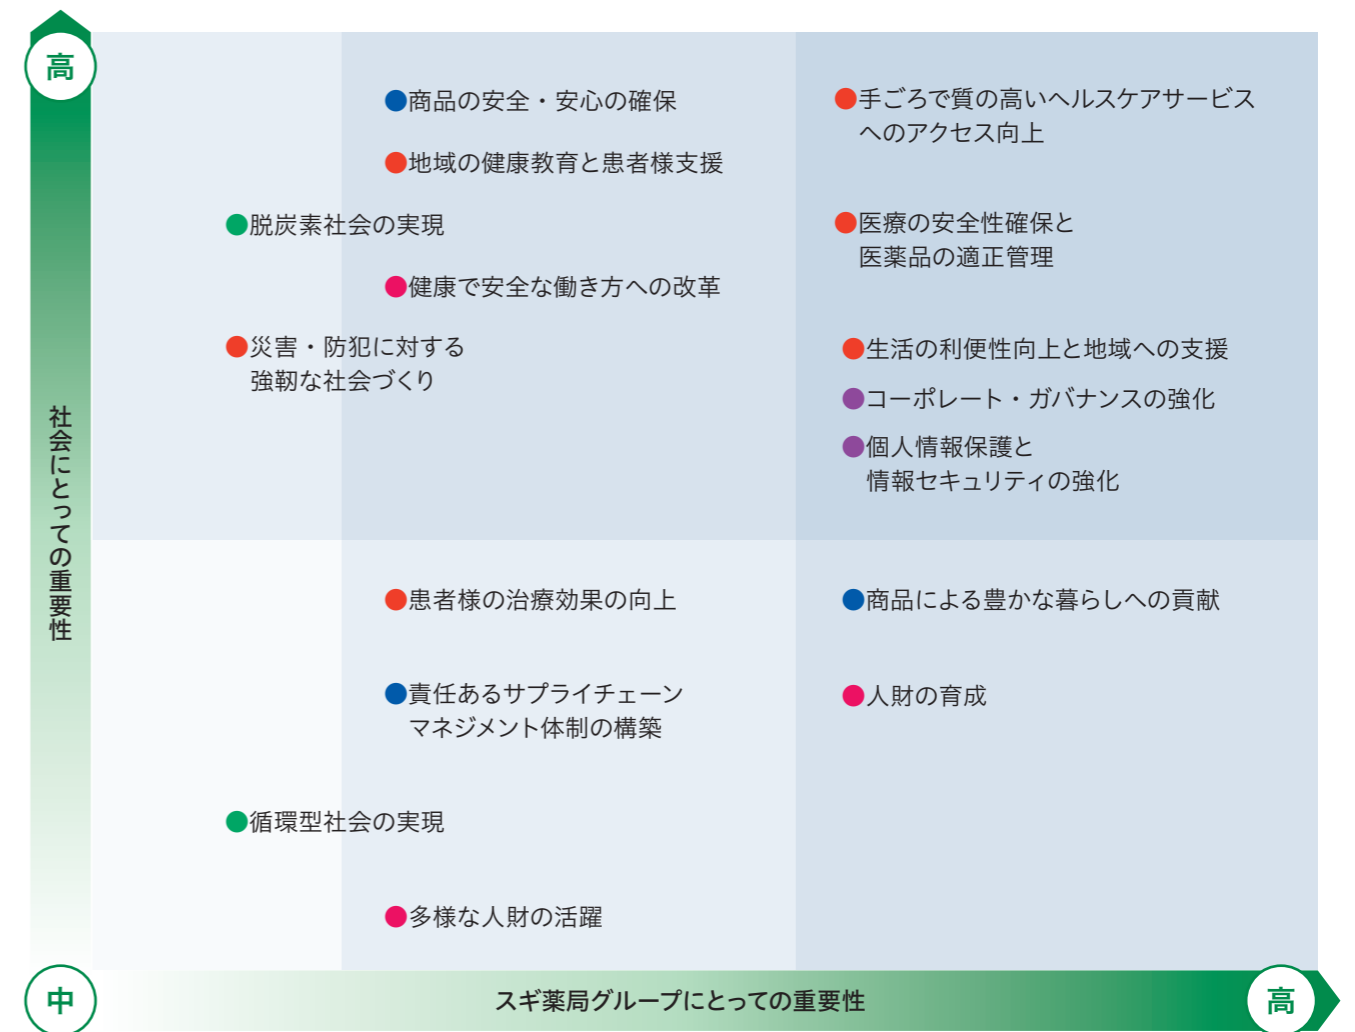 高
商品の安全・安心の確保
地域の健康教育と患者様支援
脱炭素社会の実現
健康で安全な働き方への改革
災害・防犯に対する
強靭な社会づくり
手ごろで質の高いヘルスケアサービス
へのアクセス向上
医療の安全性確保と
医薬品の適正管理
生活の利便性向上と地域への支援
コーポレート・ガバナンスの強化
個人情報保護と
情報セキュリティの強化
社会にとっての重要性
患者様の治療効果の向上
責任あるサプライチェーン
マネジメント体制の構築
循環型社会の実現
多様な人財の活躍
商品による豊かな暮らしへの貢献
人財の育成
中
スギ薬局グループにとっての重要性
高